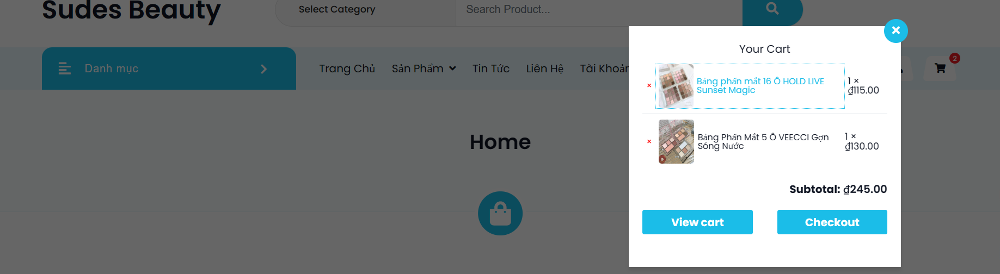 Sudes Beauty
Select Category
Search Product...
Danh mục
Trang Chủ
Sản Phẩm
Tin Tức
Liên Hệ
Tài Khoản
2
Home
Your Cart
×
Bảng phấn mắt 16 Ô HOLD LIVE
Sunset Magic
1 ×
₫115.00
×
Bảng Phấn Mắt 5 Ô VEECCI Gợn
Sóng Nước
1 ×
₫130.00
Subtotal: ₫245.00
View cart
Checkout